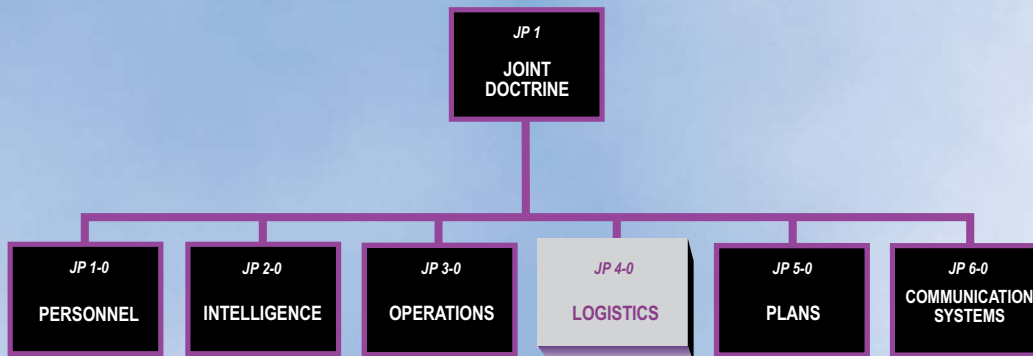 JP 1
JOINT
DOCTRINE
JP 1-0
PERSONNEL
JP 2-0
INTELLIGENCE
JP 3-0
OPERATIONS
JP 4-0
LOGISTICS
JP 5-0
PLANS
JP 6-0
COMMUNICATION
SYSTEMS